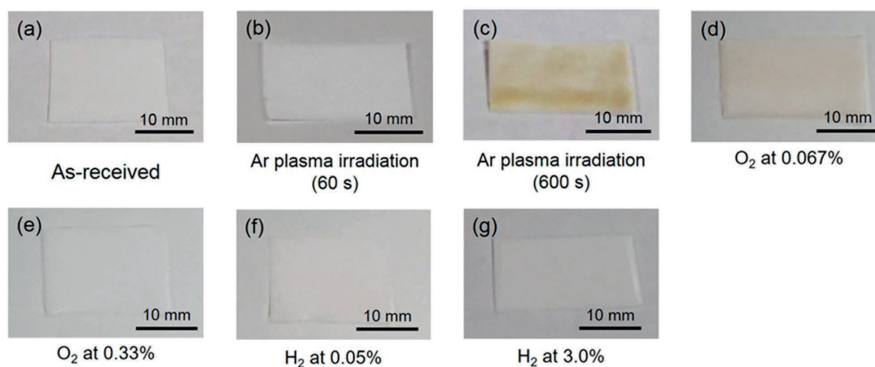 (a)
10 mm
As-received
(b)
10 mm
Ar plasma irradiation
(60 s)
(c)
10 mm
Ar plasma irradiation
(600 s)
(d)
10 mm
O₂ at 0.067%
(e)
10 mm
O₂ at 0.33%
(f)
10 mm
H₂ at 0.05%
(g)
10 mm
H₂ at 3.0%